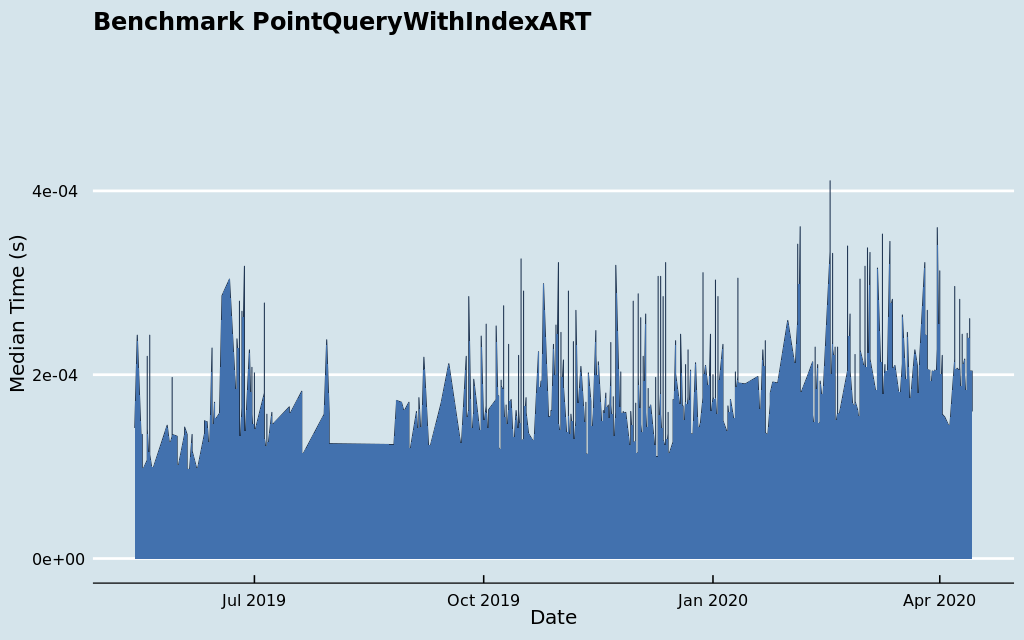 Benchmark PointQueryWithIndexART
Median Time (s)
4e-04
2e-04
0e+00
Jul 2019
Oct 2019
Jan 2020
Apr 2020
Date